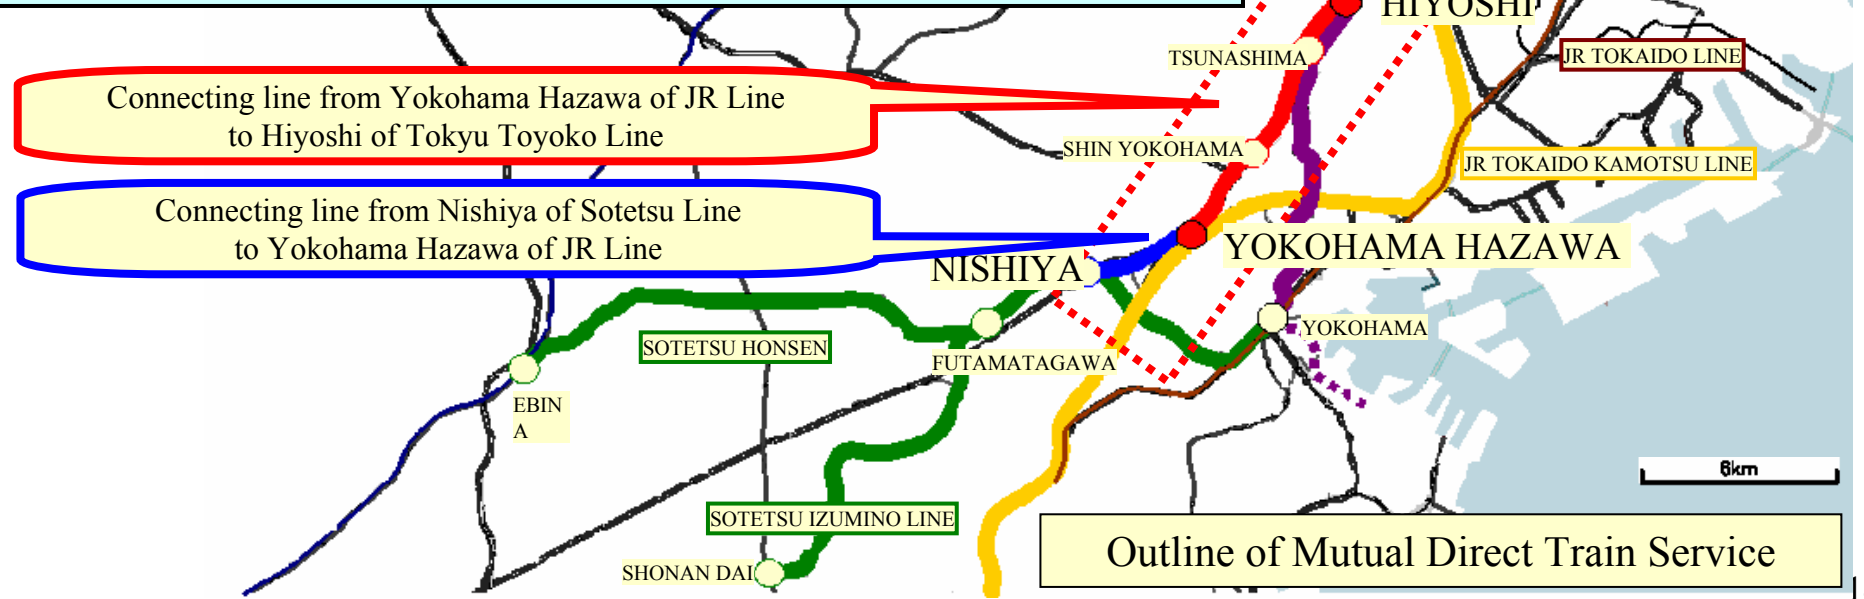 HIYOSHI
TSUNASHIMA
JR TOKAIDO LINE
Connecting line from Yokohama Hazawa of JR Line
to Hiyoshi of Tokyu Toyoko Line
SHIN YOKOHAMA
JR TOKAIDO KAMOTSU LINE
Connecting line from Nishiya of Sotetsu Line
to Yokohama Hazawa of JR Line
YOKOHAMA HAZAWA
NISHIYA
YOKOHAMA
SOTETSU HONSEN
FUTAMATAGAWA
EBIN
A
6km
SOTETSU IZUMINO LINE
Outline of Mutual Direct Train Service
SHONAN DAI